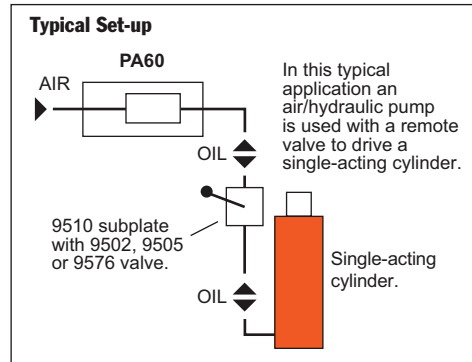 Typical Set-up
PA60
AIR
In this typical
application an
air/hydraulic pump
is used with a remote
valve to drive a
single-acting cylinder.
OIL
9510 subplate
with 9502, 9505
or 9576 valve.
OIL
Single-acting
cylinder.